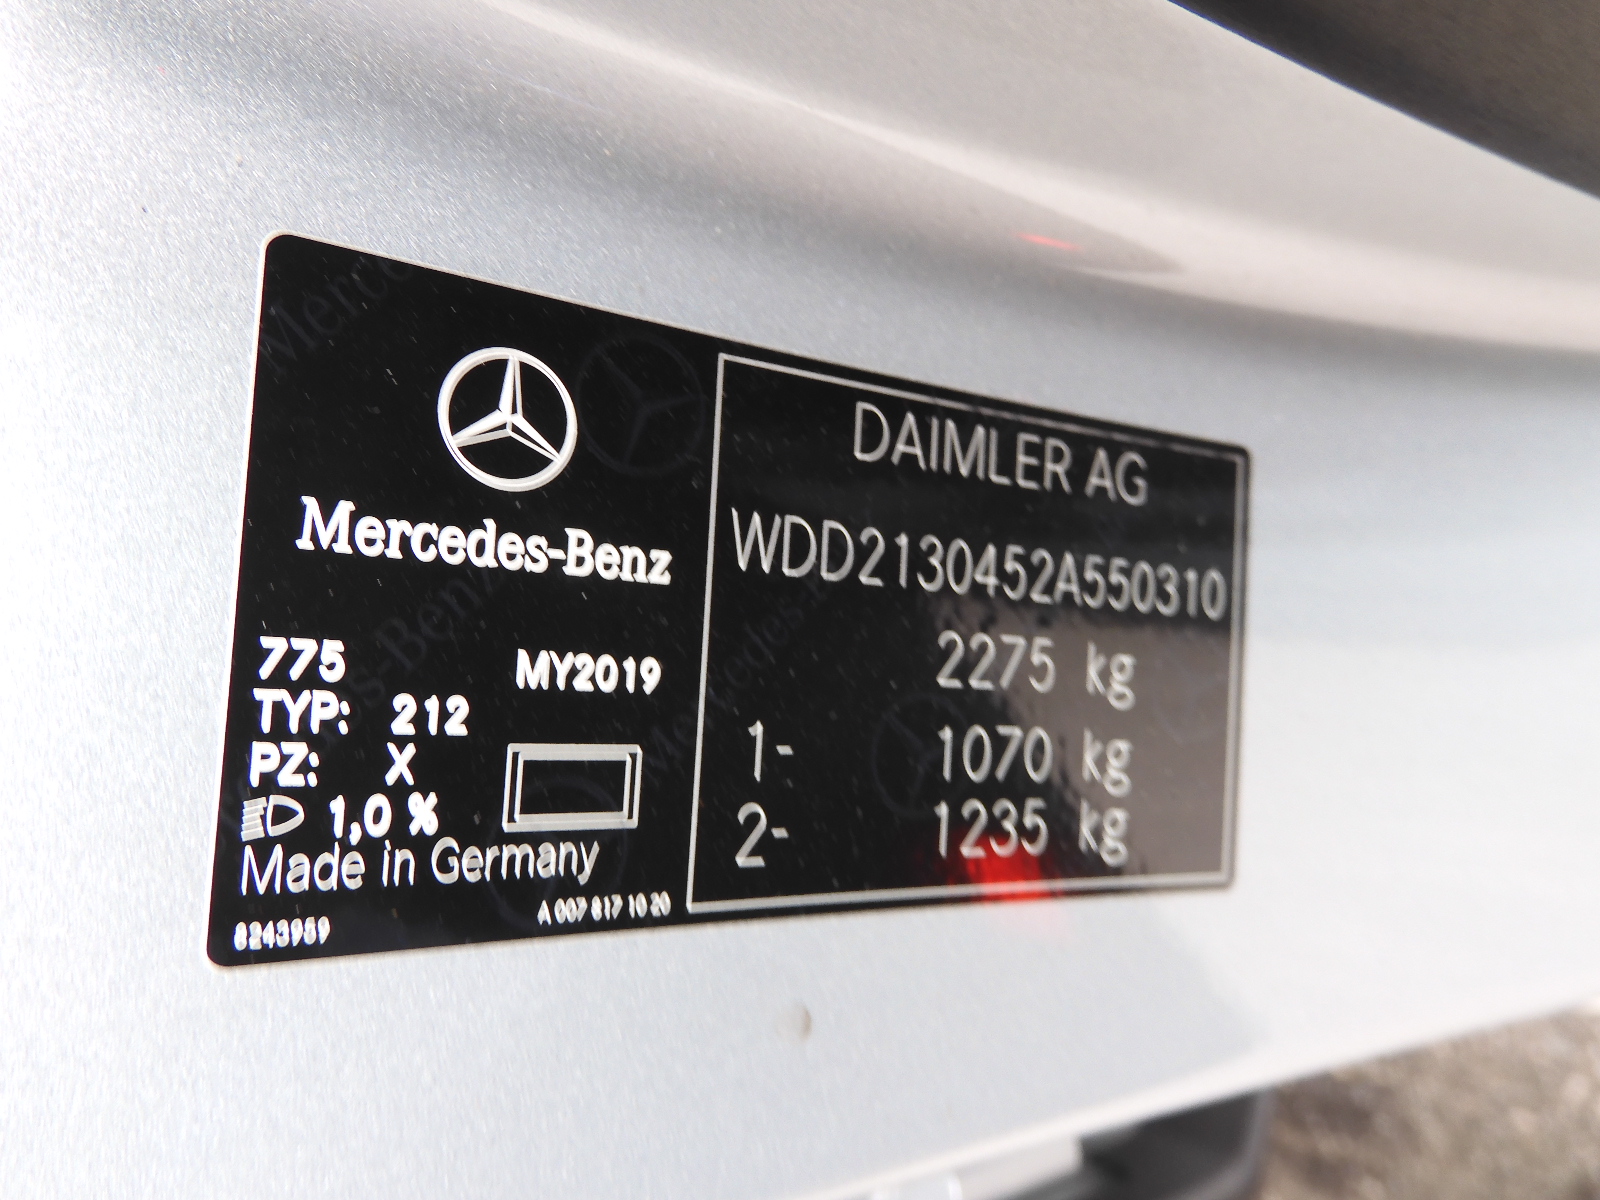 Mercedes-Benz
775 MY2019
TYP: 212
PZ: X
1,0 %
Made in Germany
8243959 A 007 817 10 20
DAIMLER AG
WDD2130452A550310
2275 kg
1- 1070 kg
2- 1235 kg